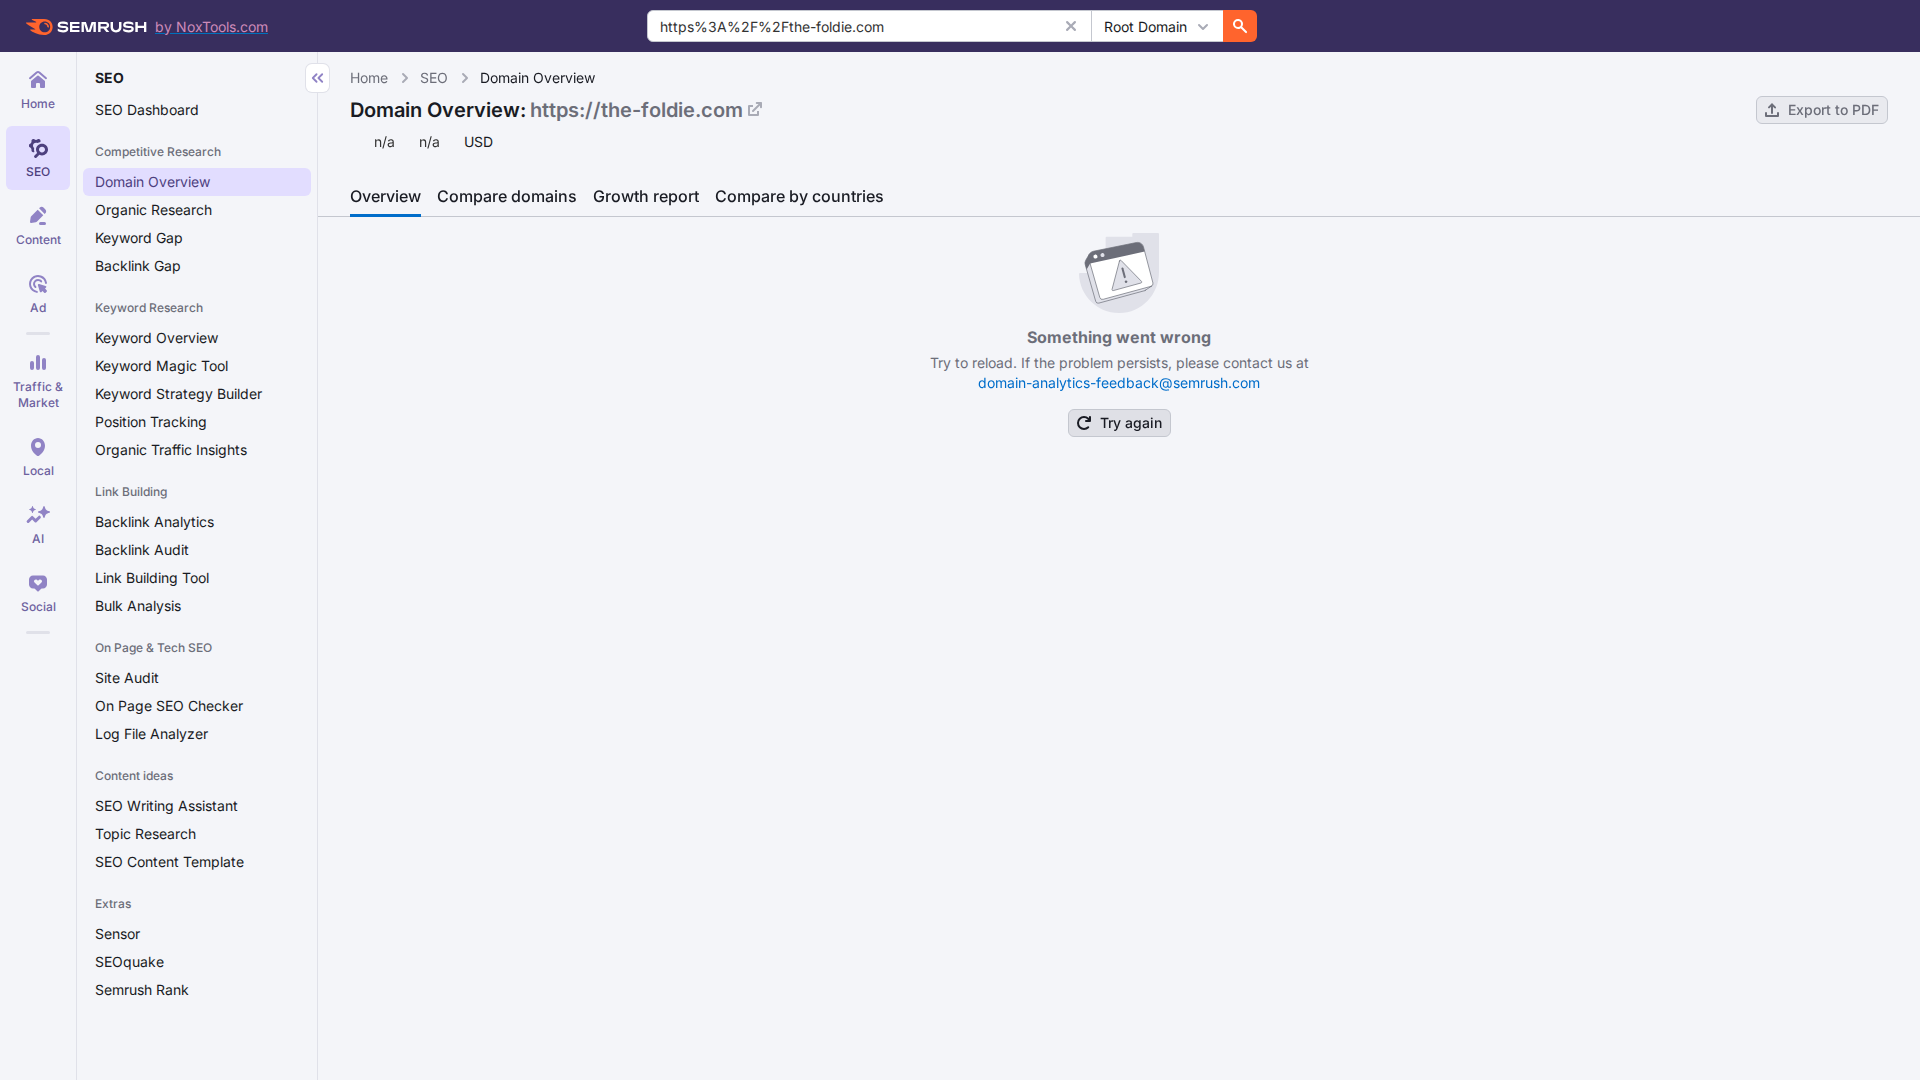 SEMRUSH by NoxTools.com
https%3A%2F%2Fthe-foldie.com
Root Domain
Home
SEO
Content
Ad
Traffic &
Market
Local
AI
Social
SEO
SEO Dashboard
Competitive Research
Domain Overview
Organic Research
Keyword Gap
Backlink Gap
Keyword Research
Keyword Overview
Keyword Magic Tool
Keyword Strategy Builder
Position Tracking
Organic Traffic Insights
Link Building
Backlink Analytics
Backlink Audit
Link Building Tool
Bulk Analysis
On Page & Tech SEO
Site Audit
On Page SEO Checker
Log File Analyzer
Content ideas
SEO Writing Assistant
Topic Research
SEO Content Template
Extras
Sensor
SEOquake
Semrush Rank
Home SEO Domain Overview
Domain Overview: https://the-foldie.com
Export to PDF
n/a n/a USD
Overview Compare domains Growth report Compare by countries
Something went wrong
Try to reload. If the problem persists, please contact us at
domain-analytics-feedback@semrush.com
Try again